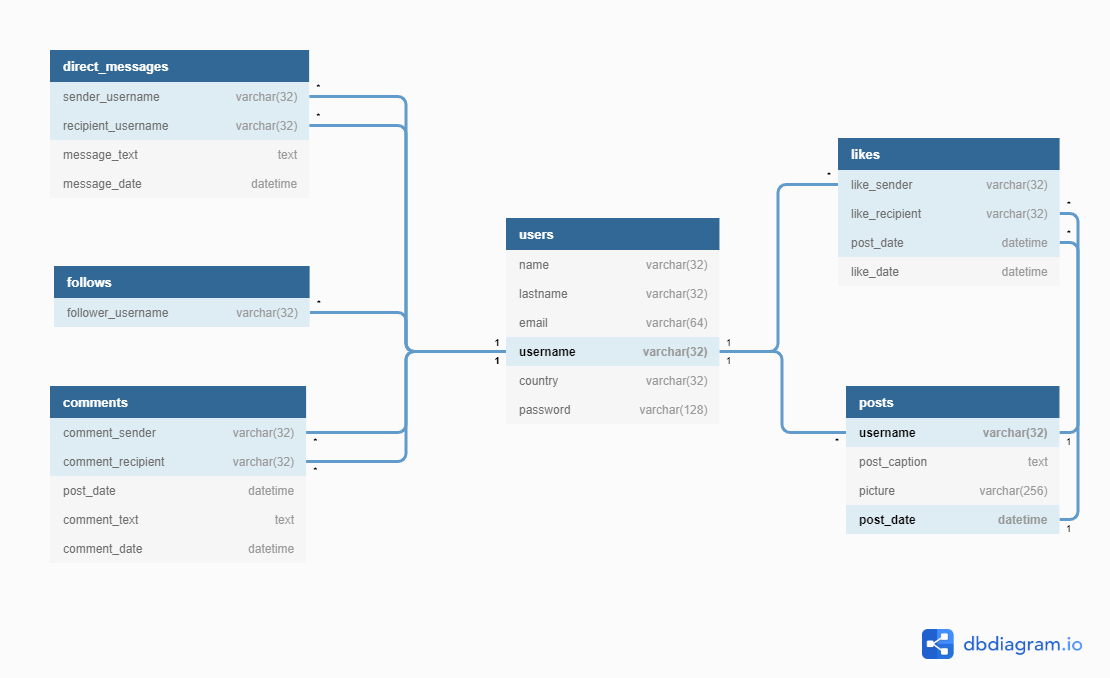 direct_messages
sender_username varchar(32)
recipient_username varchar(32)
message_text text
message_date datetime
* 
*
follows
follower_username varchar(32)
*
comments
comment_sender varchar(32)
comment_recipient varchar(32)
post_date datetime
comment_text text
comment_date datetime
*
*
users
name varchar(32)
lastname varchar(32)
email varchar(64)
username varchar(32)
country varchar(32)
password varchar(128)
1
1
1
1
likes
like_sender varchar(32)
like_recipient varchar(32)
post_date datetime
like_date datetime
*
*
*
posts
username varchar(32)
post_caption text
picture varchar(256)
post_date datetime
*
1
1
dbdiagram.io